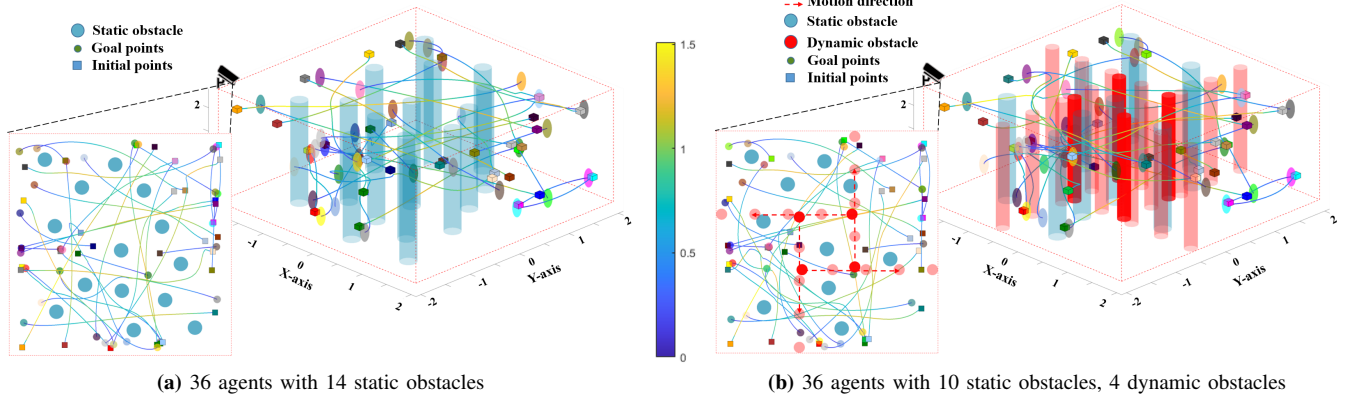 Static obstacle
Goal points
Initial points
2
-1
0
1
2
X-axis
-2
-1
0
1
2
Y-axis
(a) 36 agents with 14 static obstacles
1.5
1
0.5
0
Motion direction
Static obstacle
Dynamic obstacle
Goal points
Initial points
2
-1
0
1
2
X-axis
-2
-1
0
1
2
Y-axis
(b) 36 agents with 10 static obstacles, 4 dynamic obstacles